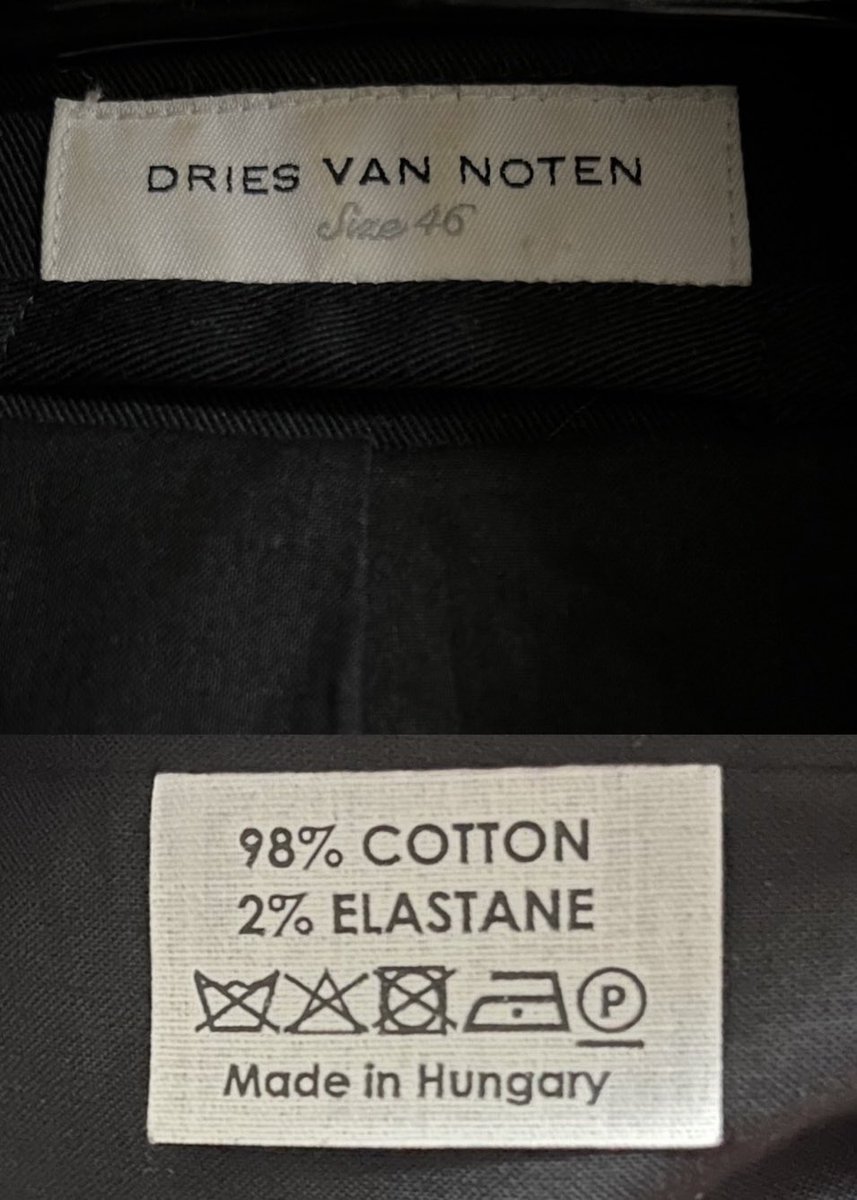 DRIES VAN NOTEN
Size 46
98% COTTON
2% ELASTANE
P
Made in Hungary